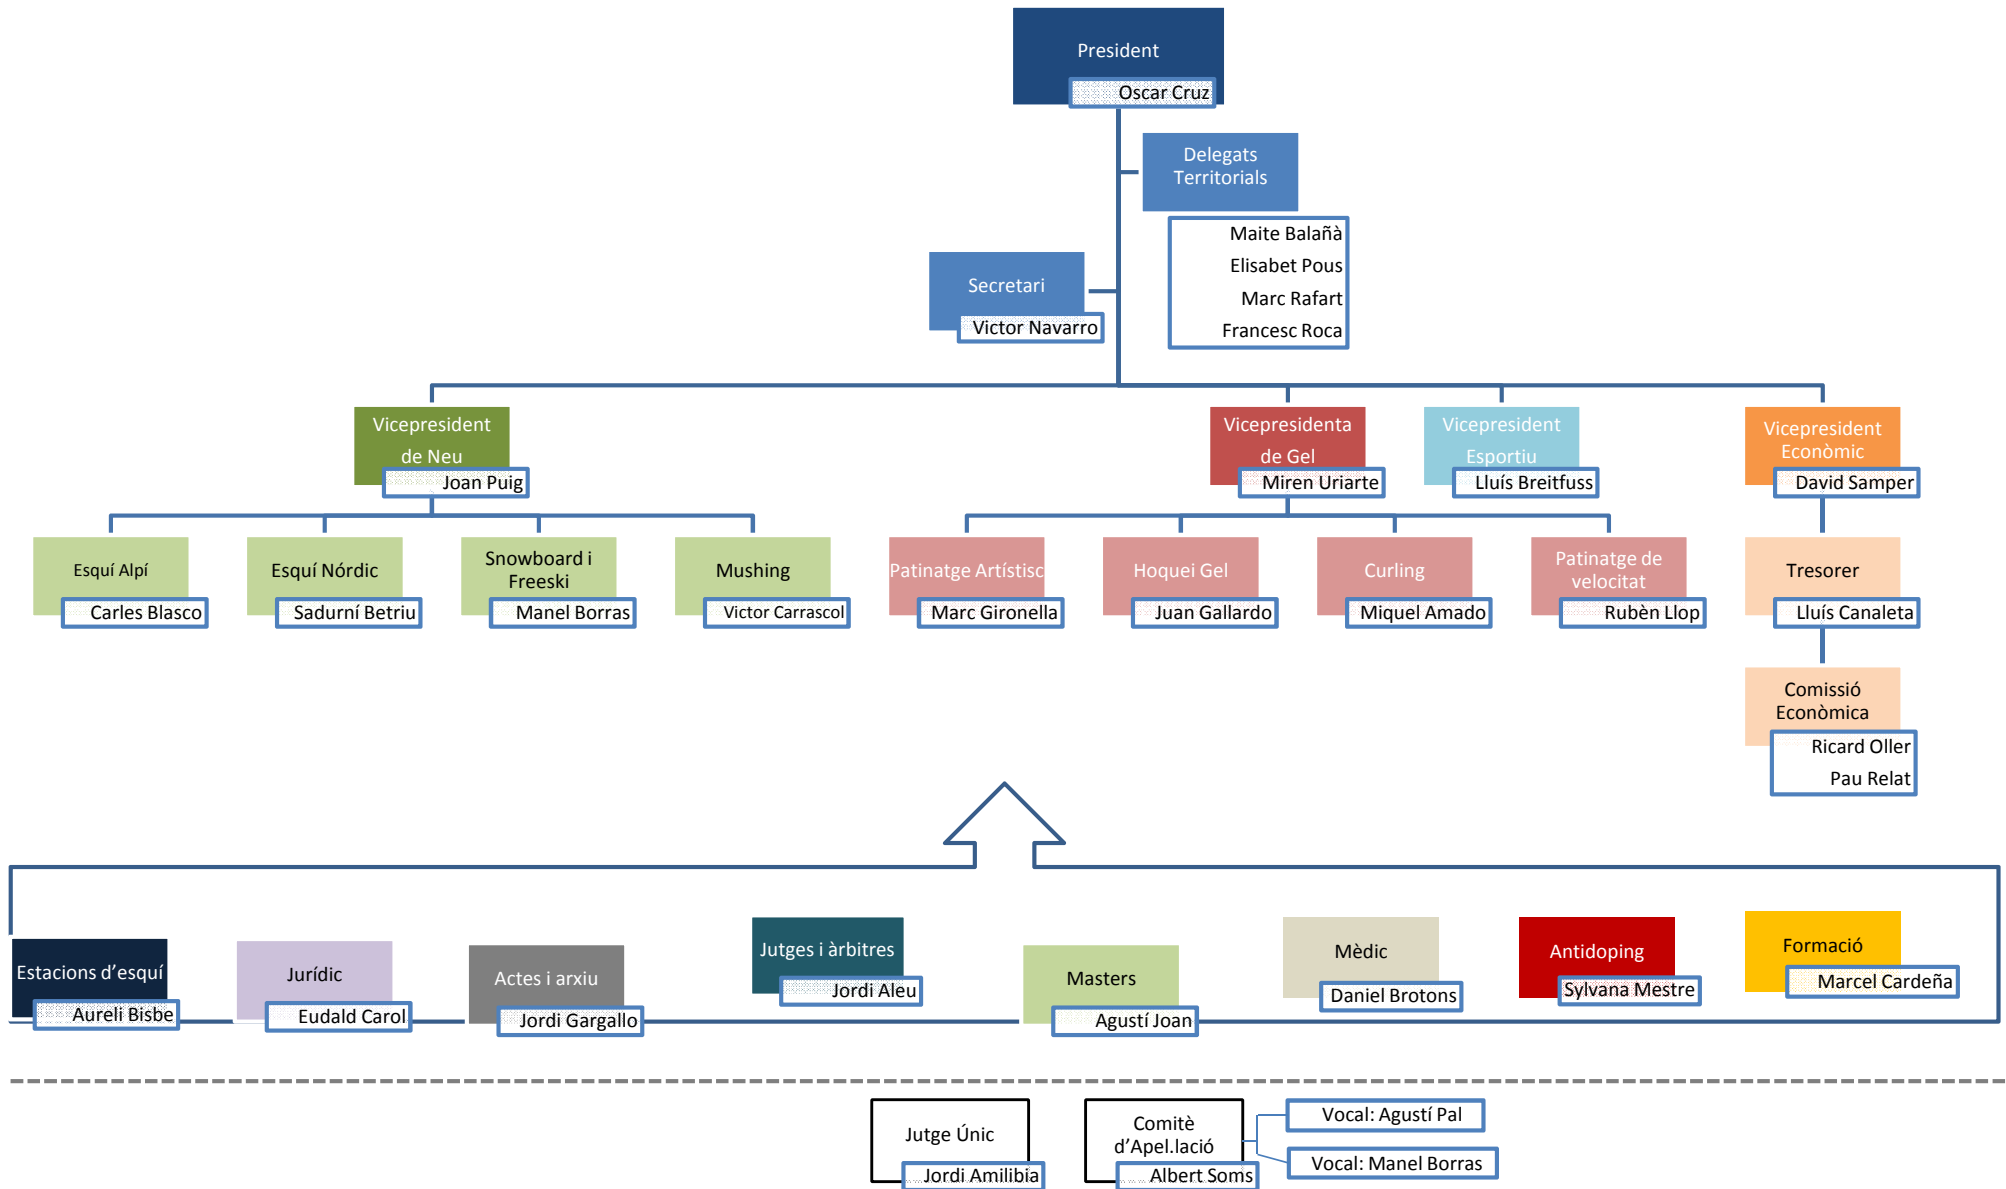 President
Oscar Cruz
Delegats
Territorials
Maite Balañà
Elisabet Pous
Marc Rafart
Francesc Roca
Secretari
Victor Navarro
Vicepresident
de Neu
Joan Puig
Vicepresidenta
de Gel
Miren Uriarte
Vicepresident
Esportiu
Lluís Breitfuss
Vicepresident
Econòmic
David Samper
Esquí Alpí
Carles Blasco
Esquí Nórdic
Sadurní Betriu
Snowboard i
Freeski
Manel Borras
Mushing
Victor Carrascol
Patinatge Artístisc
Marc Gironella
Hoquei Gel
Juan Gallardo
Curling
Miquel Amado
Patinatge de
velocitat
Rubèn Llop
Tresorer
Lluís Canaleta
Comissió
Econòmica
Ricard Oller
Pau Relat
Estacions d’esquí
Aureli Bisbe
Jurídic
Eudald Carol
Actes i arxiu
Jordi Gargallo
Jutges i àrbitres
Jordi Aleu
Masters
Agustí Joan
Mèdic
Daniel Brotons
Antidoping
Sylvana Mestre
Formació
Marcel Cardeña
Jutge Únic
Jordi Amilibia
Comitè
d’Apel.lació
Albert Soms
Vocal: Agustí Pal
Vocal: Manel Borras